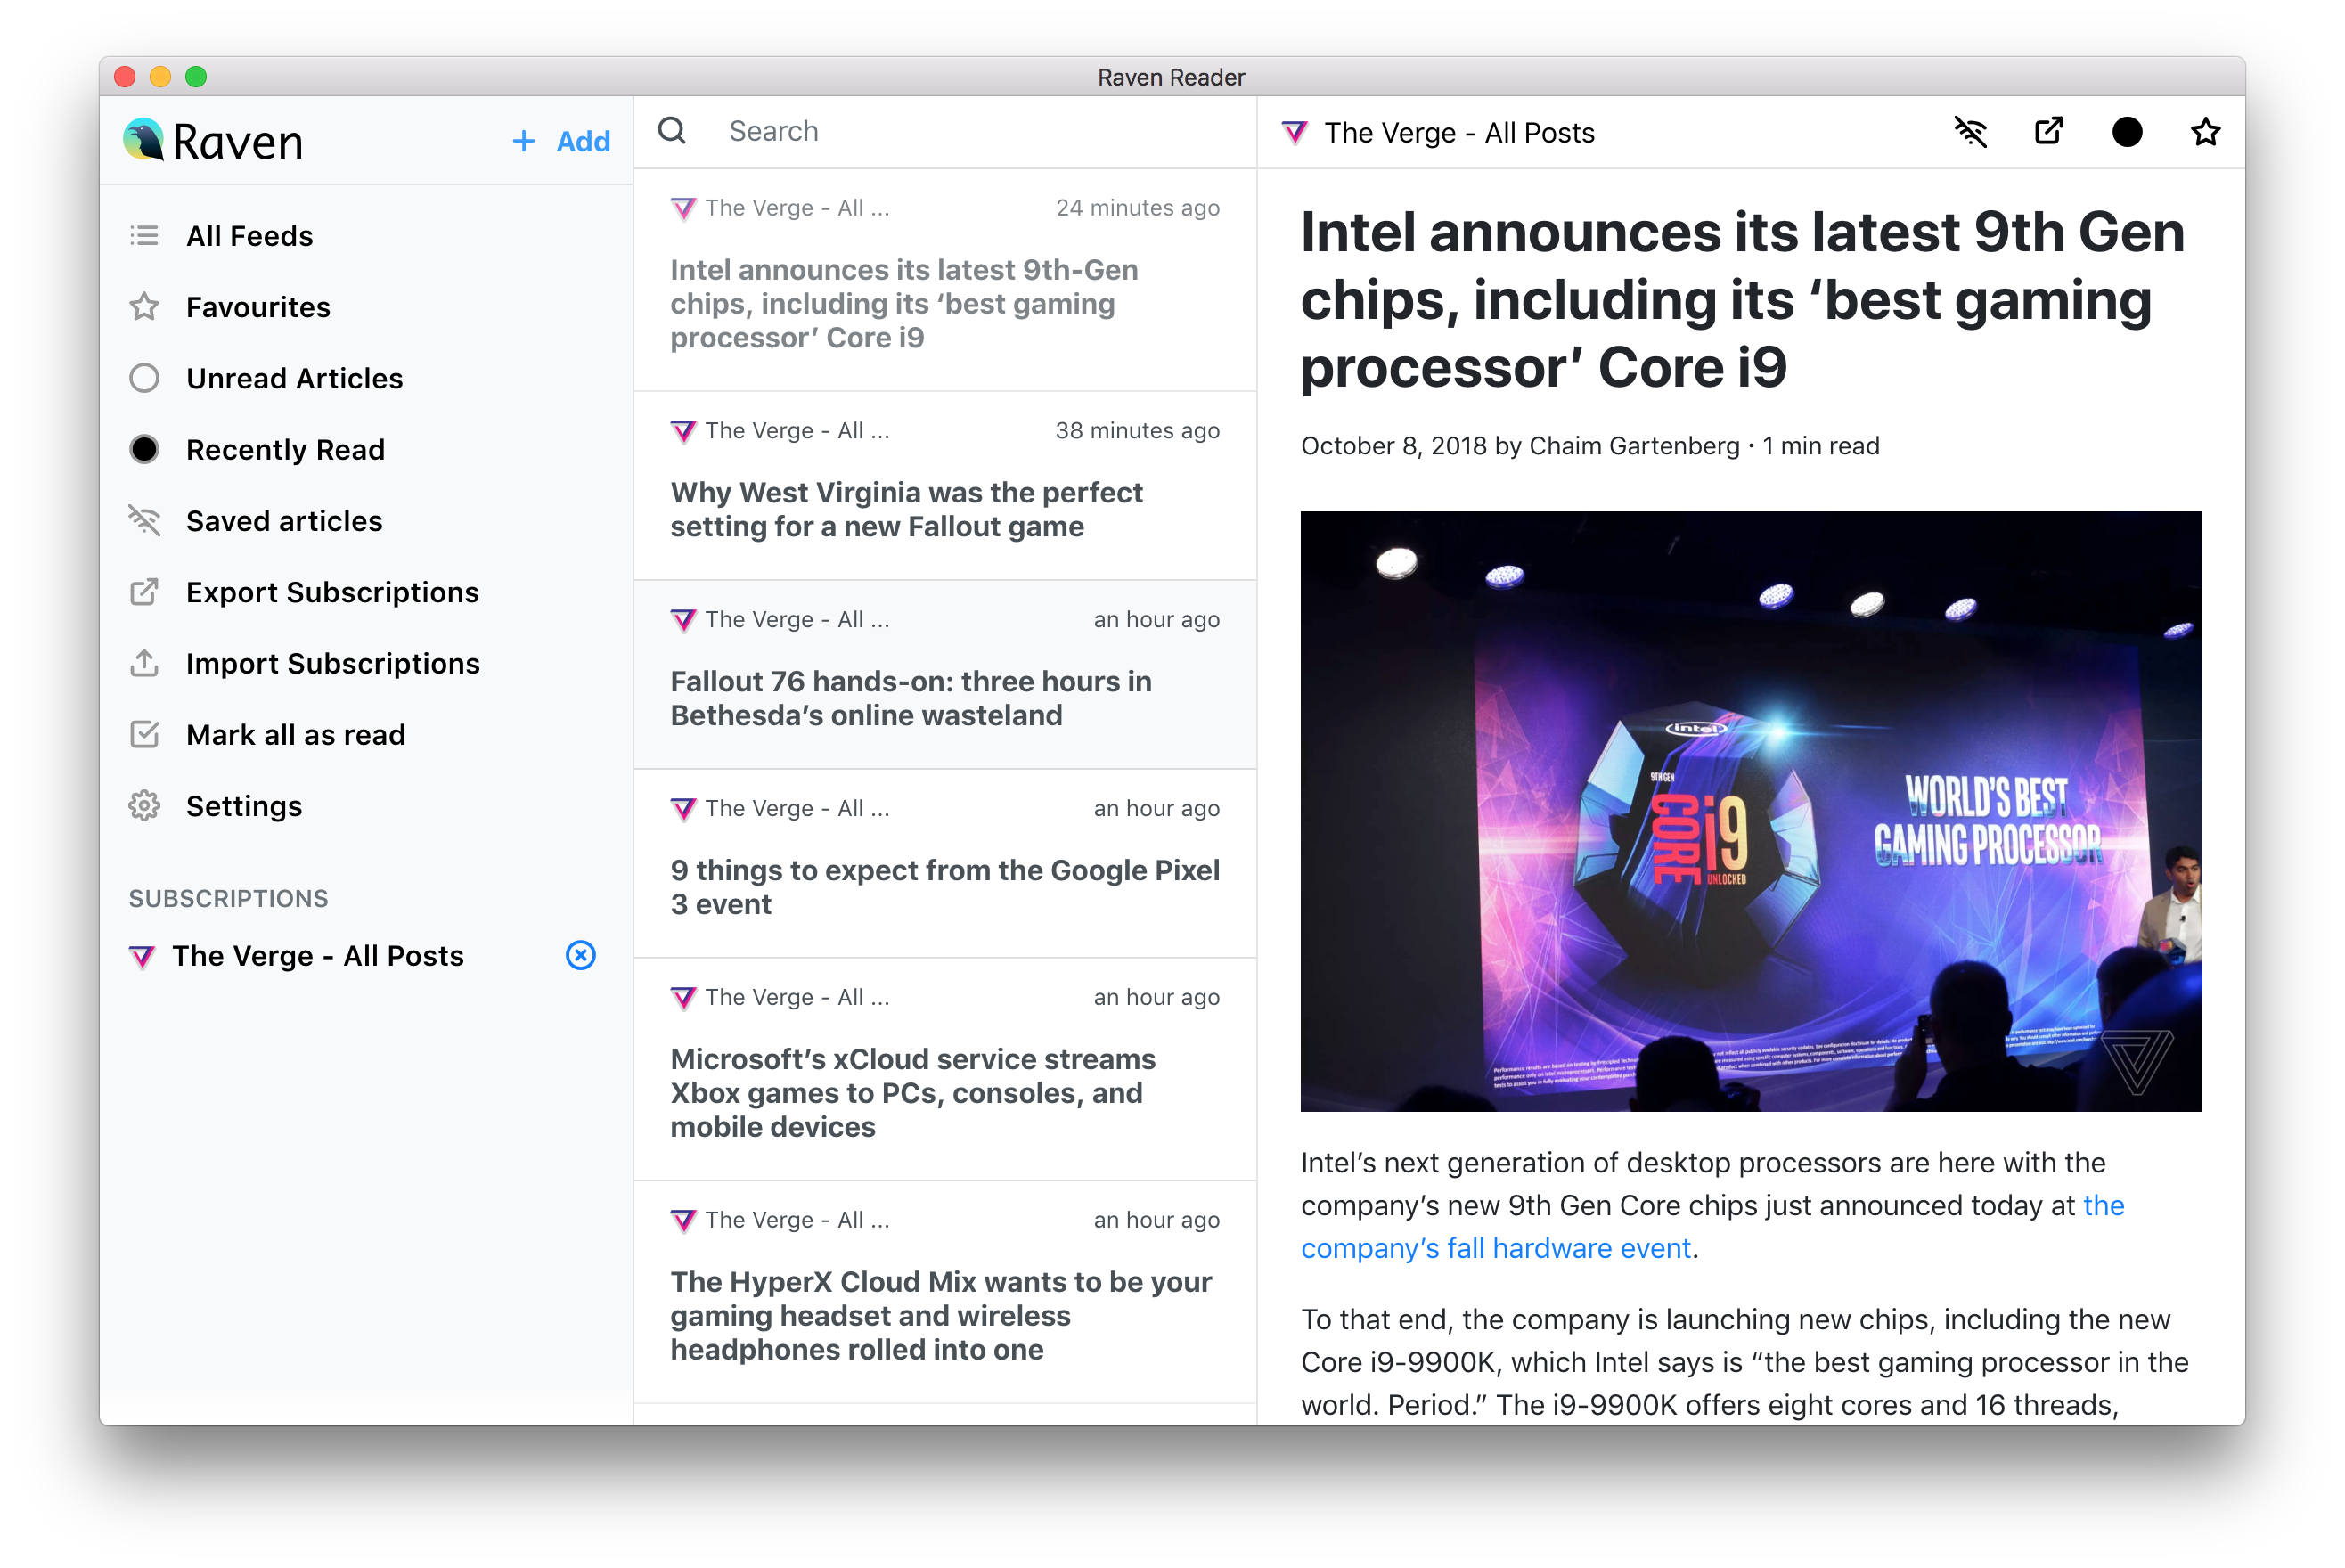 Raven Reader
Raven
+ Add
All Feeds
Favourites
Unread Articles
Recently Read
Saved articles
Export Subscriptions
Import Subscriptions
Mark all as read
Settings
SUBSCRIPTIONS
The Verge - All Posts
Search
The Verge - All ...
24 minutes ago
Intel announces its latest 9th-Gen
chips, including its ‘best gaming
processor’ Core i9
The Verge - All ...
38 minutes ago
Why West Virginia was the perfect
setting for a new Fallout game
The Verge - All ...
an hour ago
Fallout 76 hands-on: three hours in
Bethesda’s online wasteland
The Verge - All ...
an hour ago
9 things to expect from the Google Pixel
3 event
The Verge - All ...
an hour ago
Microsoft’s xCloud service streams
Xbox games to PCs, consoles, and
mobile devices
The Verge - All ...
an hour ago
The HyperX Cloud Mix wants to be your
gaming headset and wireless
headphones rolled into one
The Verge - All Posts
Intel announces its latest 9th Gen
chips, including its ‘best gaming
processor’ Core i9
October 8, 2018 by Chaim Gartenberg • 1 min read
intel
9TH GEN
CORE i9
UNLOCKED
WORLD'S BEST
GAMING PROCESSOR
Intel’s next generation of desktop processors are here with the
company’s new 9th Gen Core chips just announced today at the
company’s fall hardware event.
To that end, the company is launching new chips, including the new
Core i9-9900K, which Intel says is “the best gaming processor in the
world. Period.” The i9-9900K offers eight cores and 16 threads,